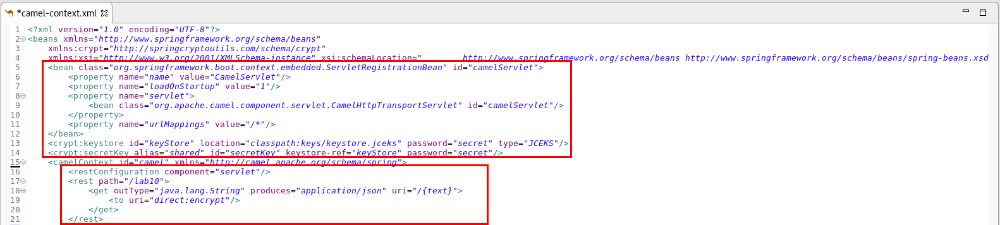 *camel-context.xml
1 <?xml version="1.0" encoding="UTF-8"?>
2 <beans xmlns="http://www.springframework.org/schema/beans"
3     xmlns:crypt="http://springcryptoutils.com/schema/crypt"
4     xmlns:xsi="http://www.w3.org/2001/XMLSchema-instance" xsi:schemaLocation="        http://www.springframework.org/schema/beans http://www.springframework.org/schema/beans/spring-beans.xsd
5     <bean class="org.springframework.boot.context.embedded.ServletRegistrationBean" id="camelServlet">
6         <property name="name" value="CamelServlet"/>
7         <property name="loadOnStartup" value="1"/>
8         <property name="servlet">
9             <bean class="org.apache.camel.component.servlet.CamelHttpTransportServlet" id="camelServlet"/>
10         </property>
11         <property name="urlMappings" value="/*"/>
12     </bean>
13     <crypt:keystore id="keyStore" location="classpath:keys/keystore.jceks" password="secret" type="JCEKS"/>
14     <crypt:secretKey alias="shared" id="secretKey" keystore-ref="keyStore" password="secret"/>
15     <camelContext id="camel" xmlns="http://camel.apache.org/schema/spring">
16         <restConfiguration component="servlet"/>
17         <rest path="/lab10">
18             <get outType="java.lang.String" produces="application/json" uri="/{text}">
19                 <to uri="direct:encrypt"/>
20             </get>
21         </rest>